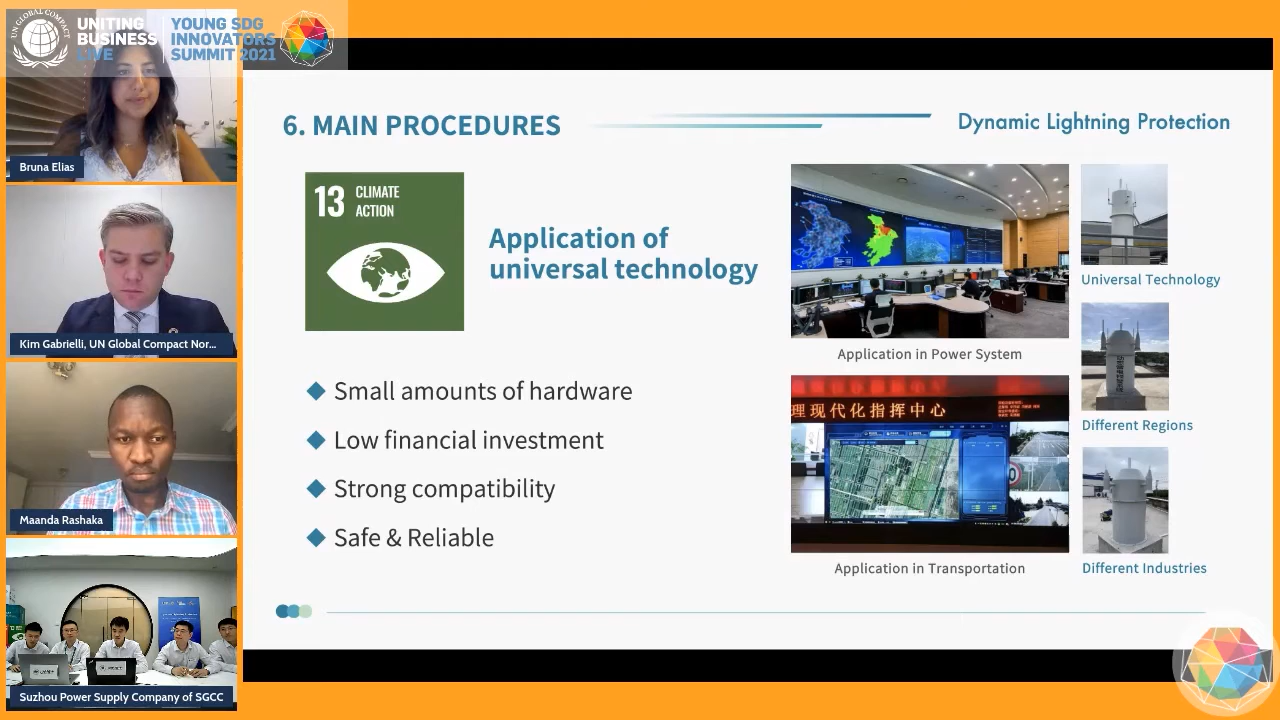 UN GLOBAL COMPACT
UNITING
BUSINESS
LIVE
YOUNG SDG
INNOVATORS
SUMMIT 2021
Bruna Elias
Kim Gabrielli, UN Global Compact Nor...
Maanda Rashaka
Suzhou Power Supply Company of SGCC
6. MAIN PROCEDURES
Dynamic Lightning Protection
13 CLIMATE
ACTION
Application of
universal technology
Small amounts of hardware
Low financial investment
Strong compatibility
Safe & Reliable
Application in Power System
理现代化指挥中心
Application in Transportation
Universal Technology
Different Regions
Different Industries